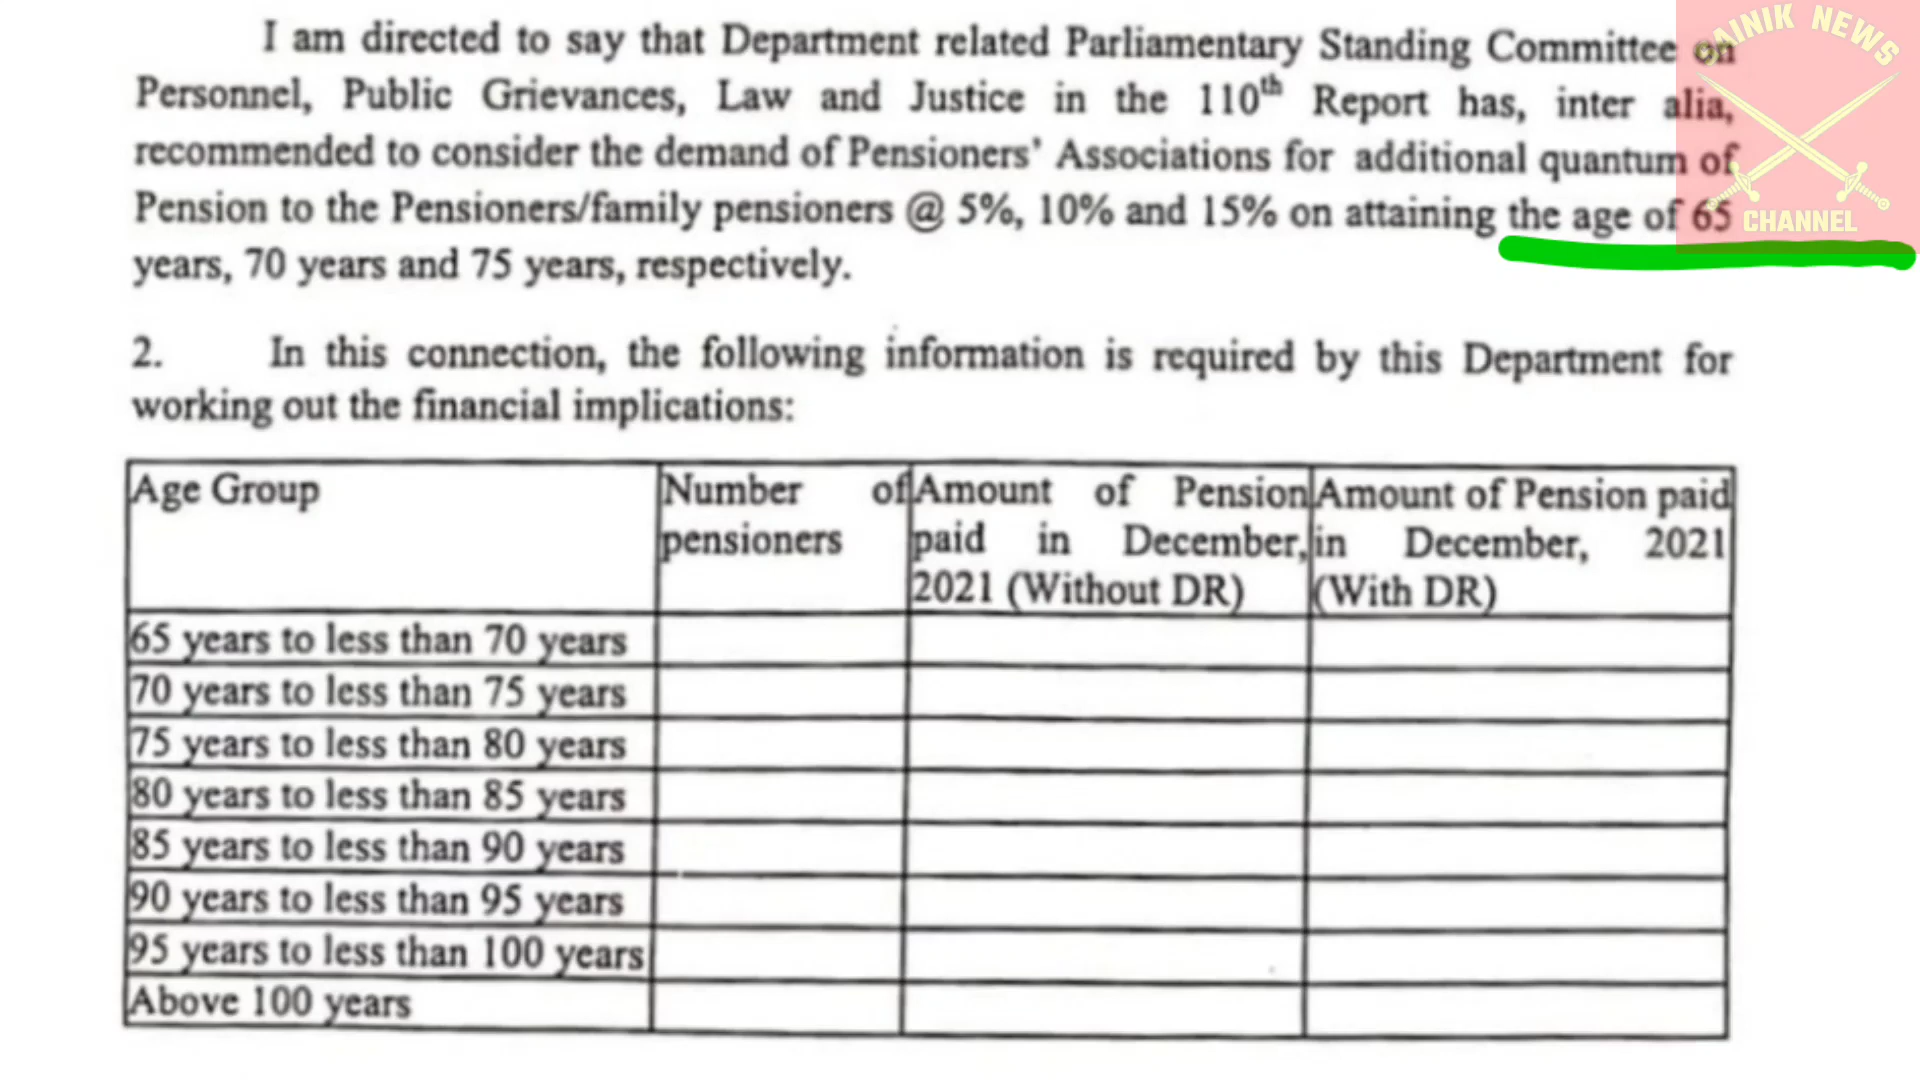 I am directed to say that Department related Parliamentary Standing Committee on
Personnel, Public Grievances, Law and Justice in the 110th Report has, inter alia,
recommended to consider the demand of Pensioners' Associations for additional quantum of
Pension to the Pensioners/family pensioners @ 5%, 10% and 15% on attaining the age of 65
years, 70 years and 75 years, respectively.
2. In this connection, the following information is required by this Department for
working out the financial implications:
Age Group
Number of
pensioners
Amount of Pension
paid in December,
2021 (Without DR)
Amount of Pension paid
in December, 2021
(With DR)
65 years to less than 70 years
70 years to less than 75 years
75 years to less than 80 years
80 years to less than 85 years
85 years to less than 90 years
90 years to less than 95 years
95 years to less than 100 years
Above 100 years
SAINIK NEWS
CHANNEL